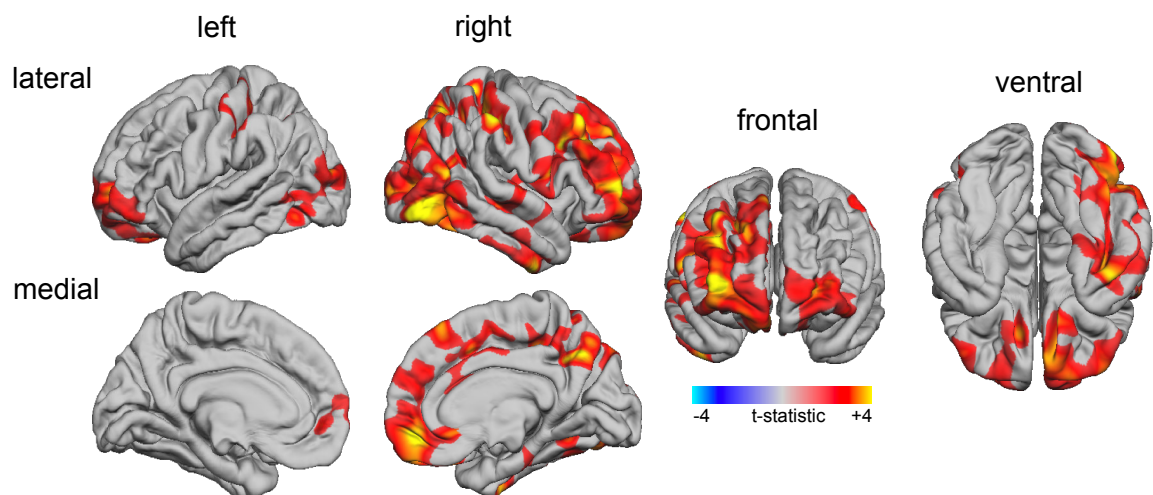 left
right
lateral
frontal
ventral
medial
-4
t-statistic
+4